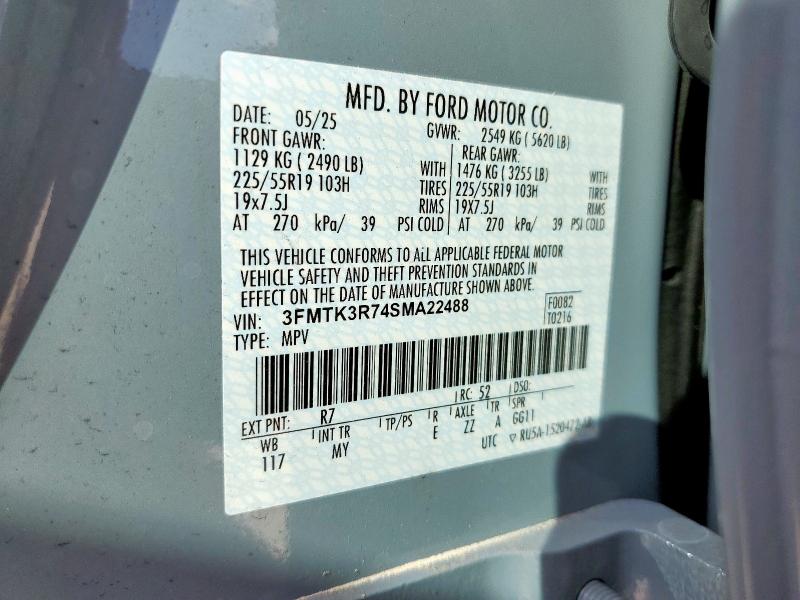 MFD. BY FORD MOTOR CO.
DATE: 05/25 GVWR: 2549 KG ( 5620 LB)
FRONT GAWR: REAR GAWR:
1129 KG ( 2490 LB) WITH 1476 KG ( 3255 LB) WITH
225/55R19 103H TIRES 225/55R19 103H TIRES
19x7.5J RIMS 19X7.5J RIMS
AT 270 kPa/ 39 PSI COLD AT 270 kPa/ 39 PSI COLD
THIS VEHICLE CONFORMS TO ALL APPLICABLE FEDERAL MOTOR
VEHICLE SAFETY AND THEFT PREVENTION STANDARDS IN
EFFECT ON THE DATE OF MANUFACTURE SHOWN ABOVE.
VIN: 3FMTK3R74SMA22488 F0082
TYPE: MPV T0216
EXT PNT: R7 RC: 52 DSO:
WB INT TR TP/PS R AXLE TR SPR
117 MY E ZZ A GG11
UTC ▽ RU5A-1520472-AB